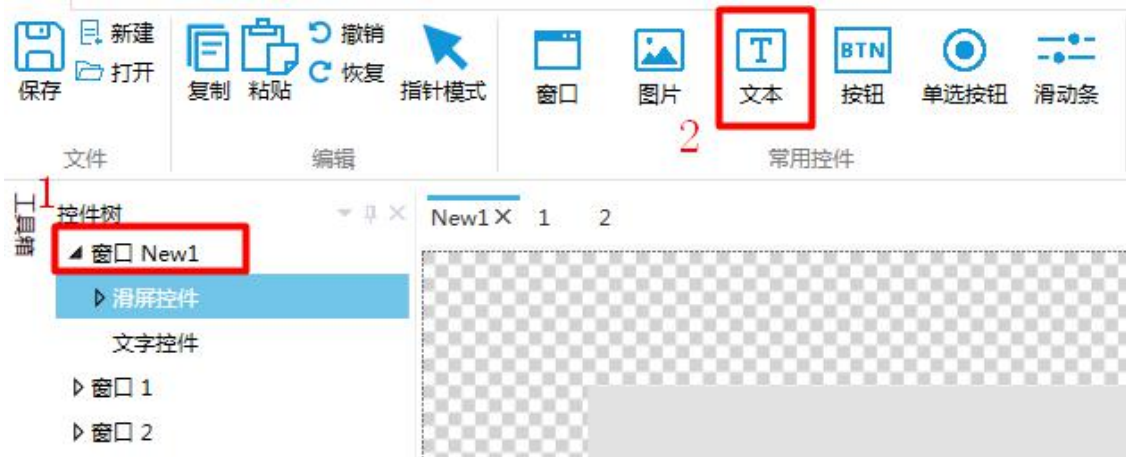 新建
撤销
打开
恢复
保存
复制
粘贴
指针模式
窗口
图片
T
文本
BTN
按钮
单选按钮
滑动条
2
文件
编辑
常用控件
1
工具箱
控件树
New1 1 2
窗口 New1
滑屏控件
文字控件
窗口 1
窗口 2